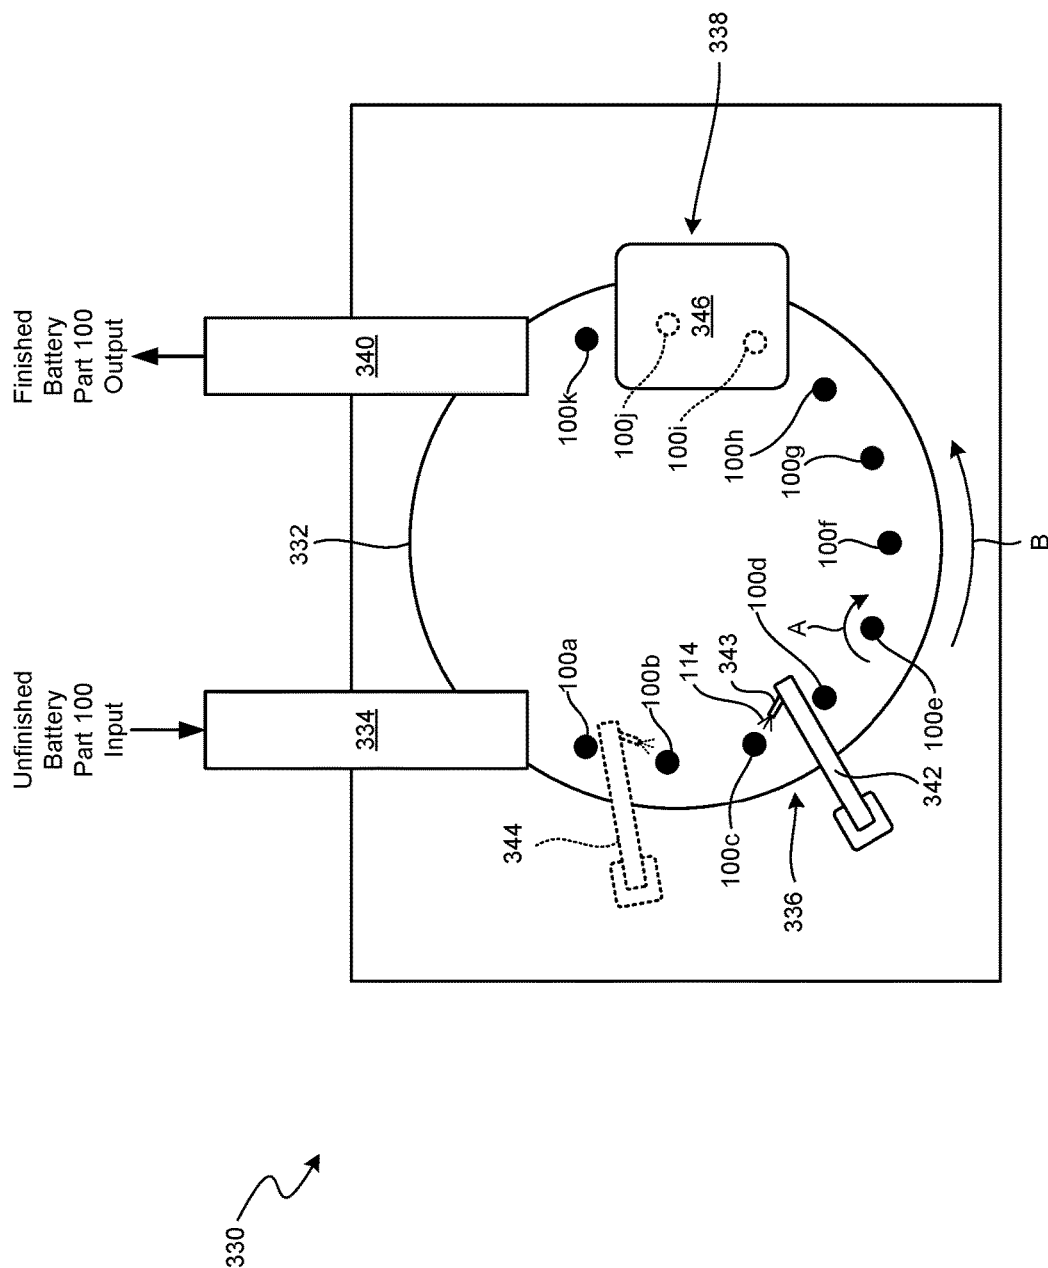 330
Unfinished
Battery
Part 100
Input
Finished
Battery
Part 100
Output
334
340
332
338
344
100a
100b
114
343
100c
100d
A
336
342
100e
100f
100g
100h
100i
100j
100k
346
B